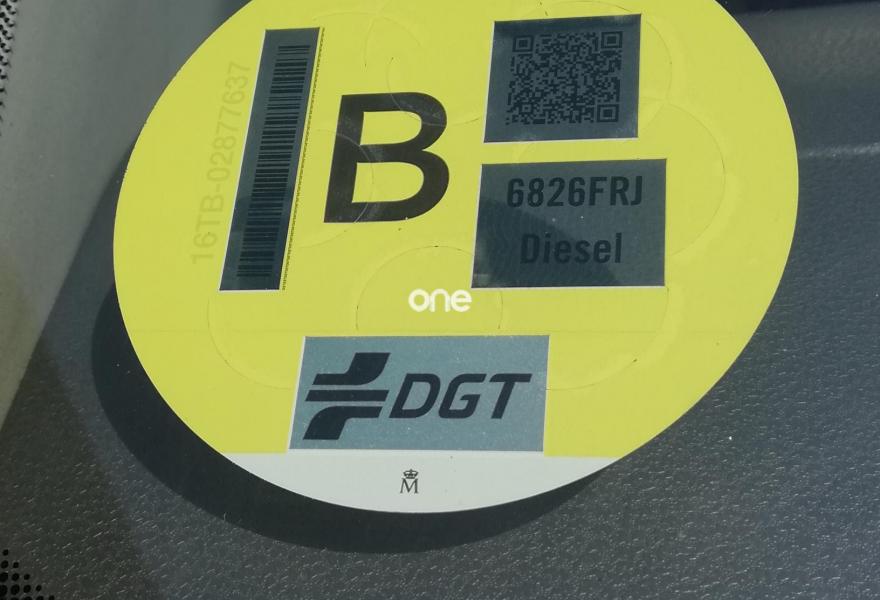 16TB-02877637
B
6826FRJ
Diesel
one
DGT
M